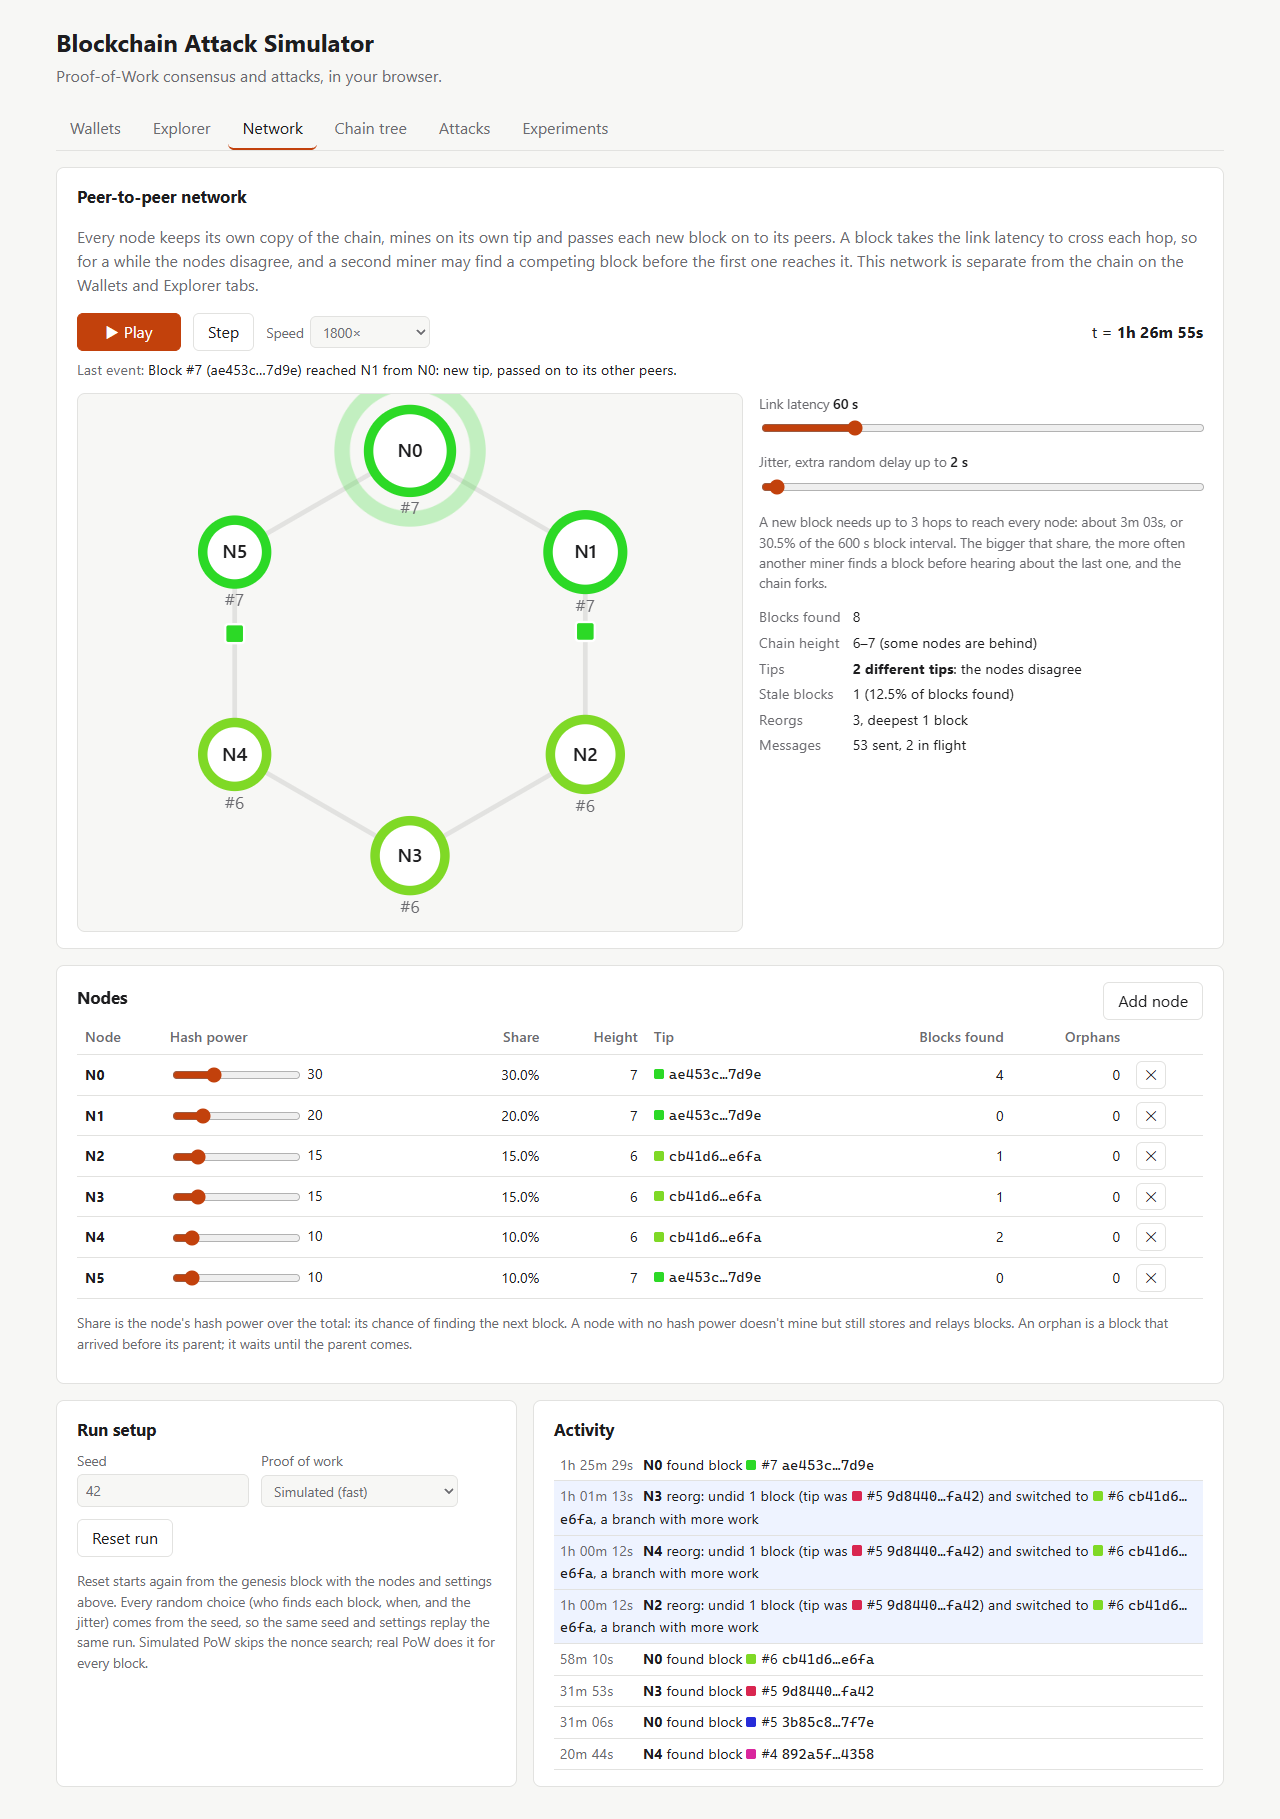 Blockchain Attack Simulator
Proof-of-Work consensus and attacks, in your browser.
Wallets Explorer Network Chain tree Attacks Experiments
Peer-to-peer network
Every node keeps its own copy of the chain, mines on its own tip and passes each new block on to its peers. A block takes the link latency to cross each hop, so
for a while the nodes disagree, and a second miner may find a competing block before the first one reaches it. This network is separate from the chain on the
Wallets and Explorer tabs.
▶ Play Step Speed 1800× t = 1h 26m 55s
Last event: Block #7 (ae453c…7d9e) reached N1 from N0: new tip, passed on to its other peers.
N0
#7
N5
#7
N1
#7
N4
#6
N2
#6
N3
#6
Link latency 60 s
Jitter, extra random delay up to 2 s
A new block needs up to 3 hops to reach every node: about 3m 03s, or
30.5% of the 600 s block interval. The bigger that share, the more often
another miner finds a block before hearing about the last one, and the
chain forks.
Blocks found 8
Chain height 6–7 (some nodes are behind)
Tips 2 different tips: the nodes disagree
Stale blocks 1 (12.5% of blocks found)
Reorgs 3, deepest 1 block
Messages 53 sent, 2 in flight
Nodes
Add node
Node Hash power Share Height Tip Blocks found Orphans
N0 30 30.0% 7 ae453c…7d9e 4 0 ×
N1 20 20.0% 7 ae453c…7d9e 0 0 ×
N2 15 15.0% 6 cb41d6…e6fa 1 0 ×
N3 15 15.0% 6 cb41d6…e6fa 1 0 ×
N4 10 10.0% 6 cb41d6…e6fa 2 0 ×
N5 10 10.0% 7 ae453c…7d9e 0 0 ×
Share is the node's hash power over the total: its chance of finding the next block. A node with no hash power doesn't mine but still stores and relays blocks. An orphan is a block that
arrived before its parent; it waits until the parent comes.
Run setup
Seed Proof of work
42 Simulated (fast)
Reset run
Reset starts again from the genesis block with the nodes and settings
above. Every random choice (who finds each block, when, and the
jitter) comes from the seed, so the same seed and settings replay the
same run. Simulated PoW skips the nonce search; real PoW does it for
every block.
Activity
1h 25m 29s N0 found block #7 ae453c…7d9e
1h 01m 13s N3 reorg: undid 1 block (tip was #5 9d8440…fa42) and switched to #6 cb41d6…
e6fa, a branch with more work
1h 00m 12s N4 reorg: undid 1 block (tip was #5 9d8440…fa42) and switched to #6 cb41d6…
e6fa, a branch with more work
1h 00m 12s N2 reorg: undid 1 block (tip was #5 9d8440…fa42) and switched to #6 cb41d6…
e6fa, a branch with more work
58m 10s N0 found block #6 cb41d6…e6fa
31m 53s N3 found block #5 9d8440…fa42
31m 06s N0 found block #5 3b85c8…7f7e
20m 44s N4 found block #4 892a5f…4358